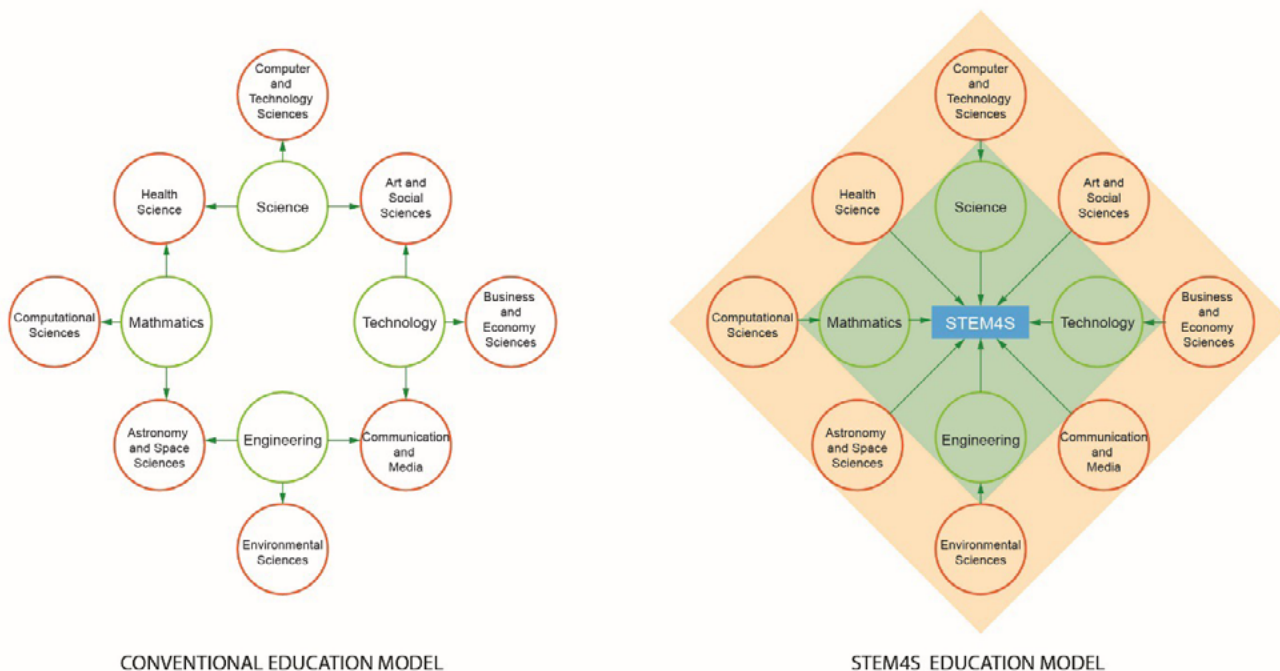 Computer
and
Technology
Sciences
Health
Science
Science
Art and
Social
Sciences
Computational
Sciences
Mathmatics
Technology
Business
and
Economy
Sciences
Astronomy
and Space
Sciences
Engineering
Communication
and
Media
Environmental
Sciences
CONVENTIONAL EDUCATION MODEL
Computer
and
Technology
Sciences
Health
Science
Science
Art and
Social
Sciences
Computational
Sciences
Mathmatics
STEM4S
Technology
Business
and
Economy
Sciences
Astronomy
and Space
Sciences
Engineering
Communication
and
Media
Environmental
Sciences
STEM4S EDUCATION MODEL